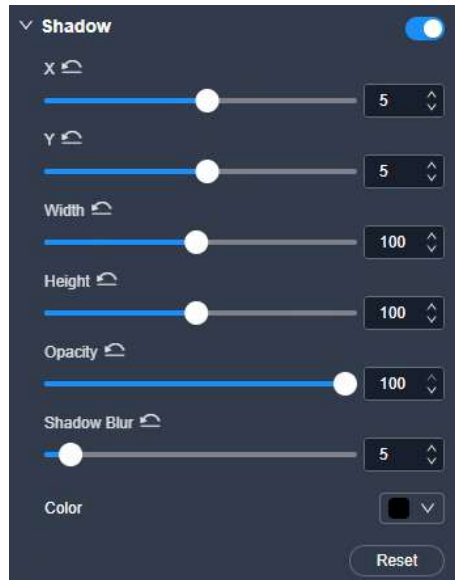 Shadow
X
5
Y
5
Width
100
Height
100
Opacity
100
Shadow Blur
5
Color
Reset